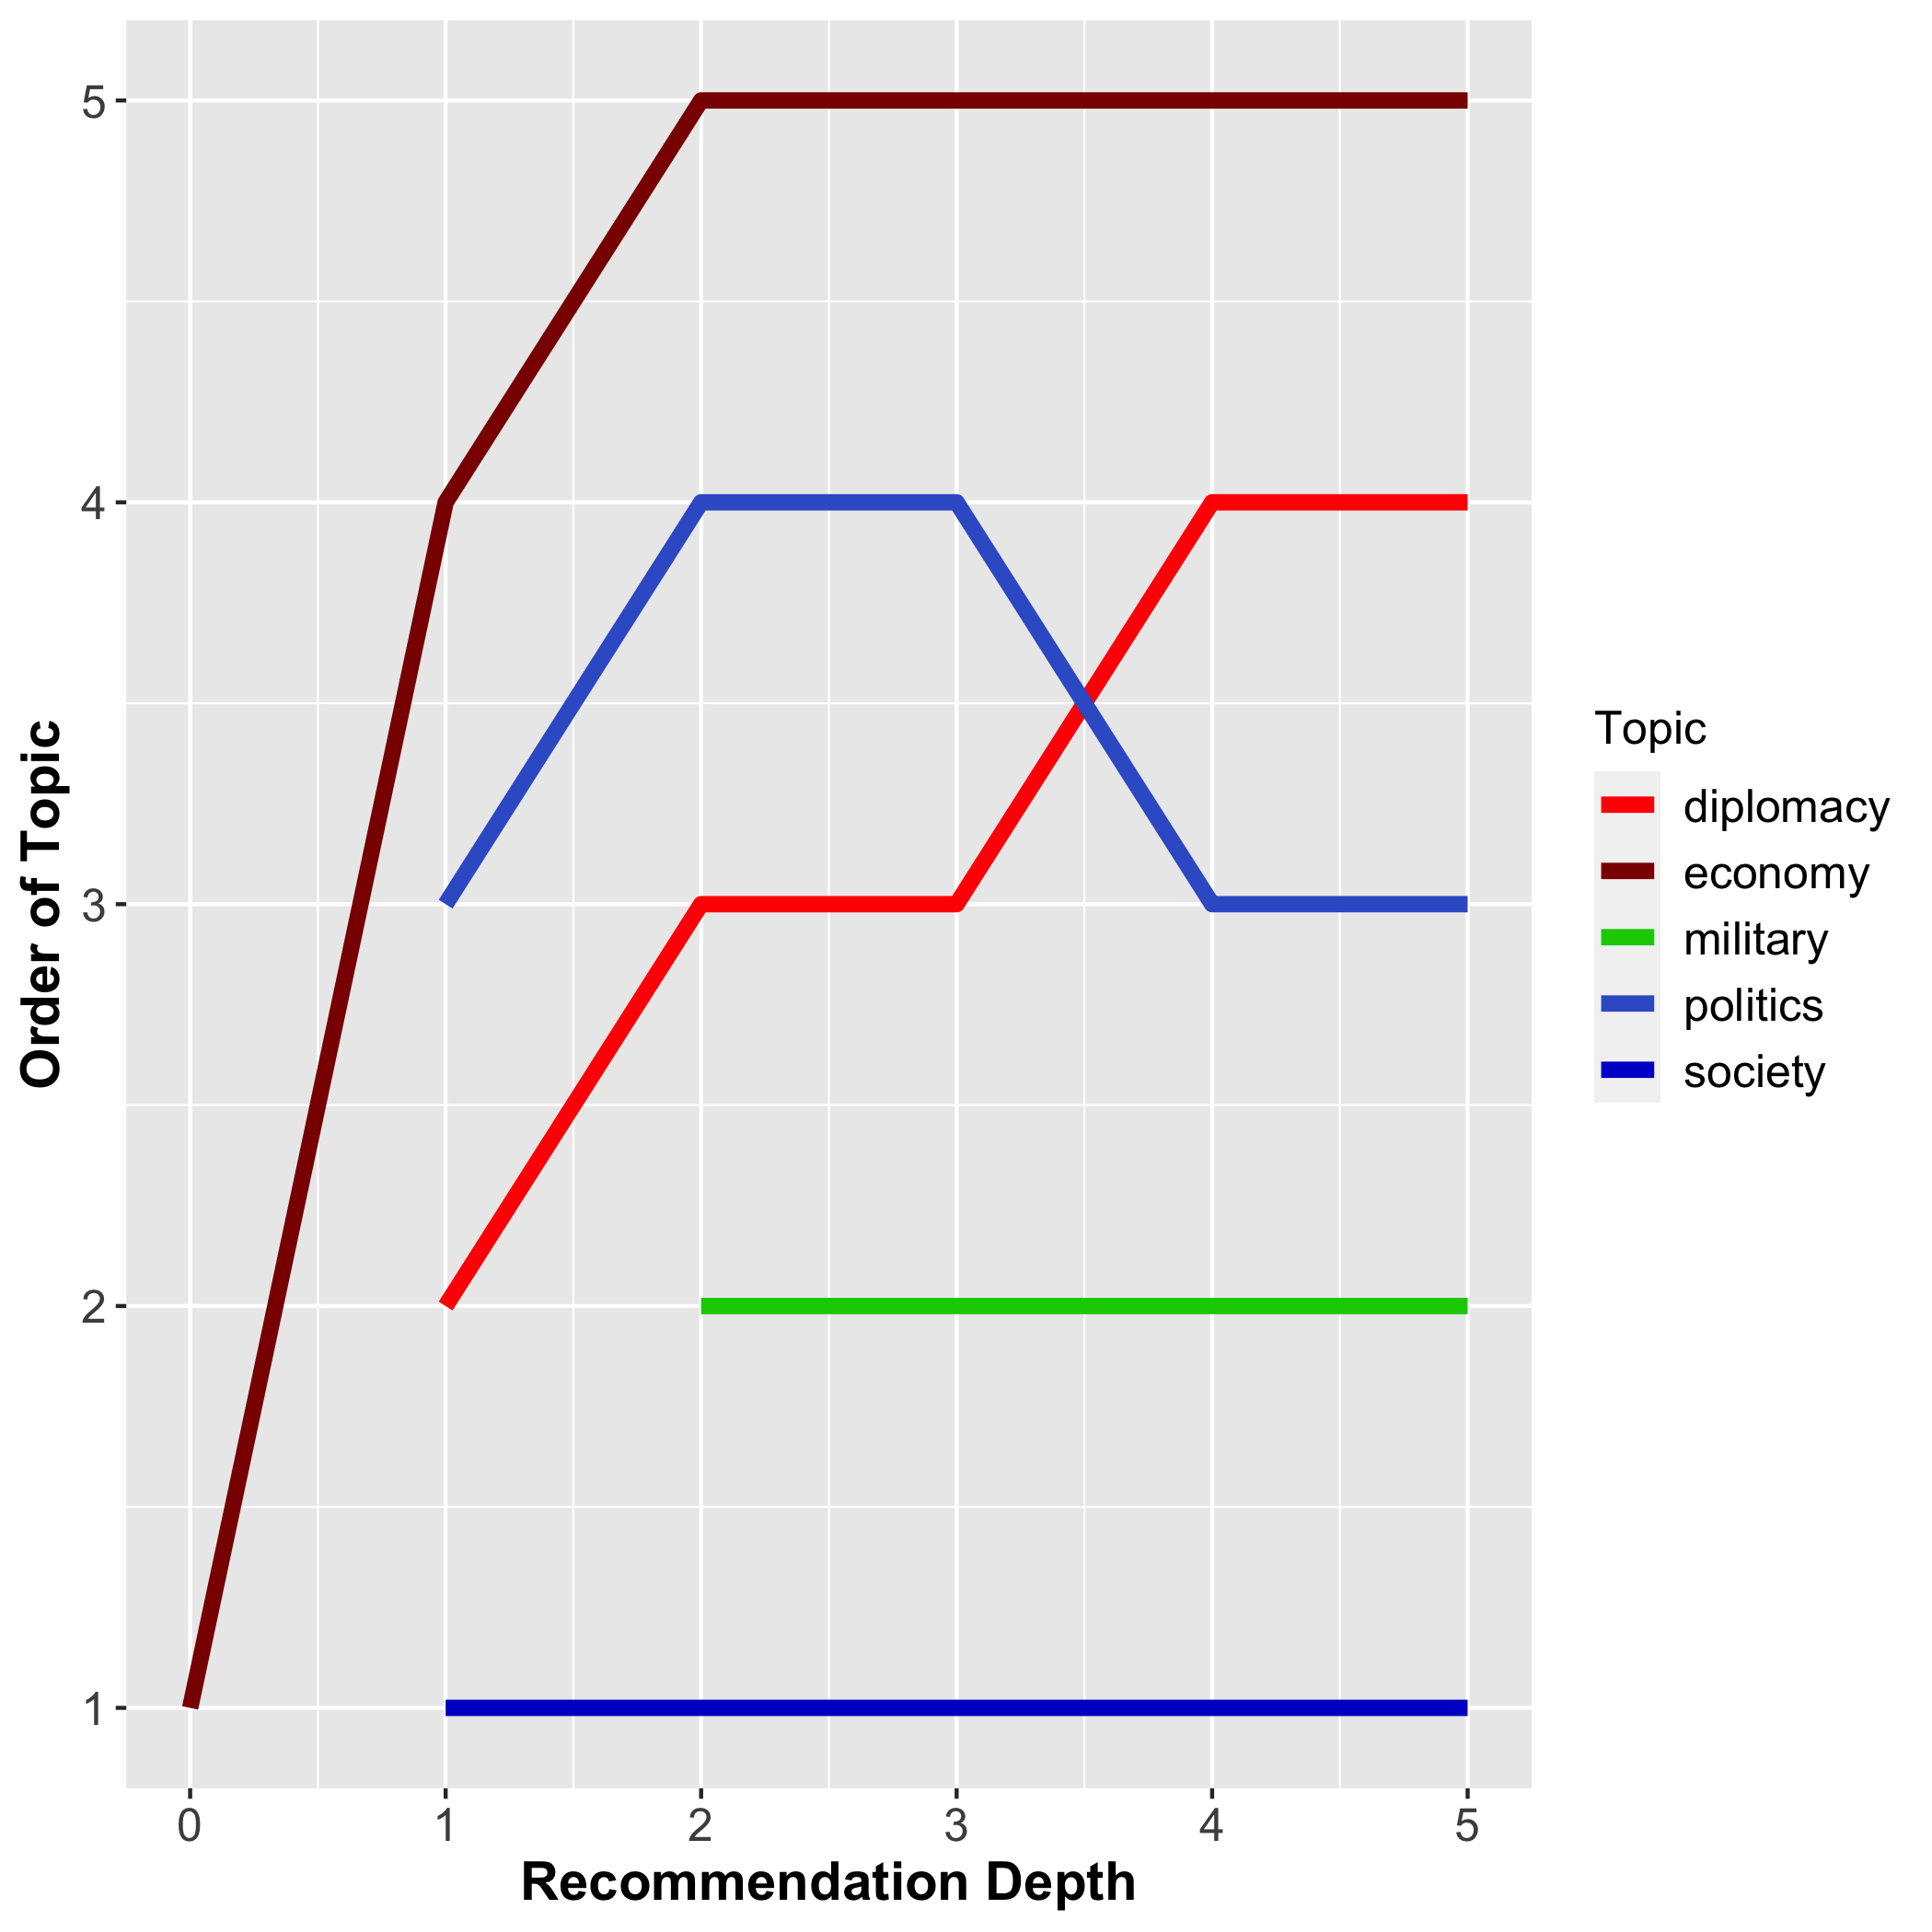 Order of Topic
5
4
3
2
1
0 1 2 3 4 5
Recommendation Depth
Topic
diplomacy
economy
military
politics
society